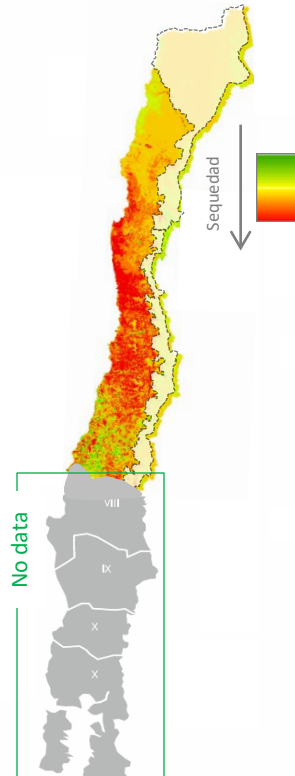 Sequedad
No data
VIII
IX
X
X